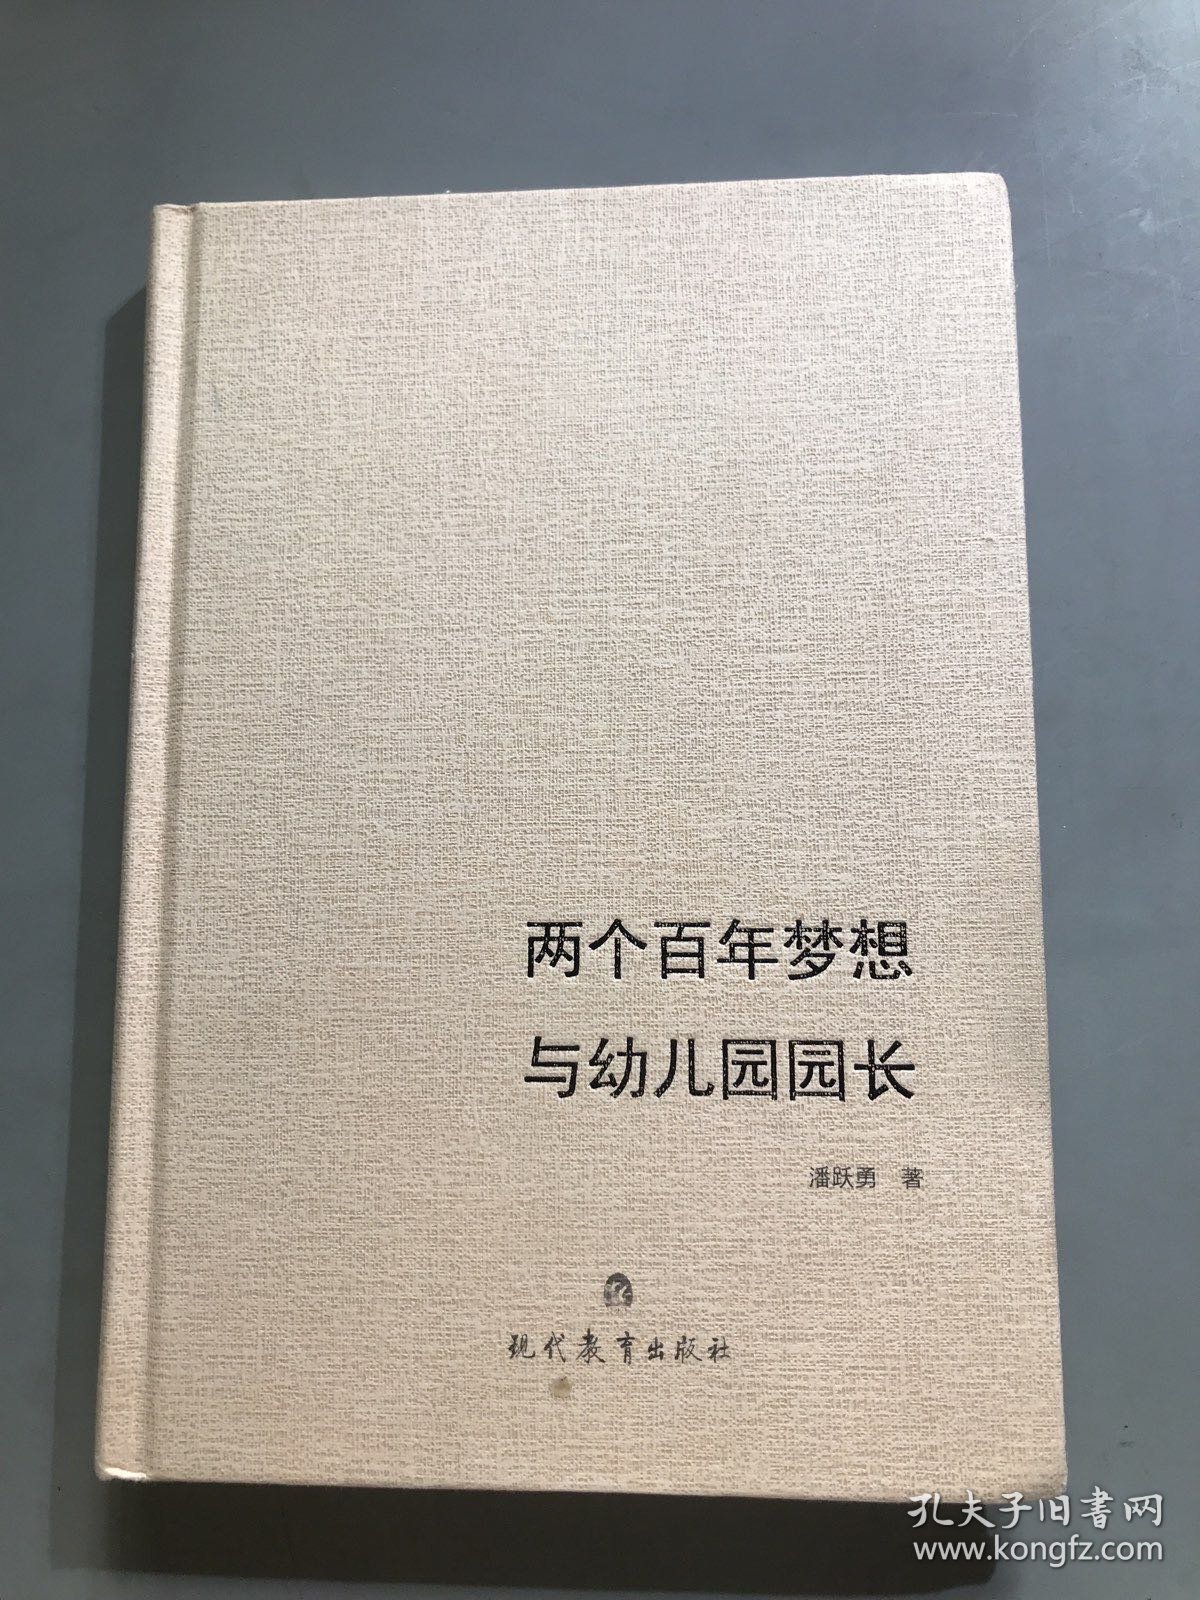 两个百年梦想
与幼儿园园长
潘跃勇 著
现代教育出版社
孔夫子旧书网
www.kongfz.com